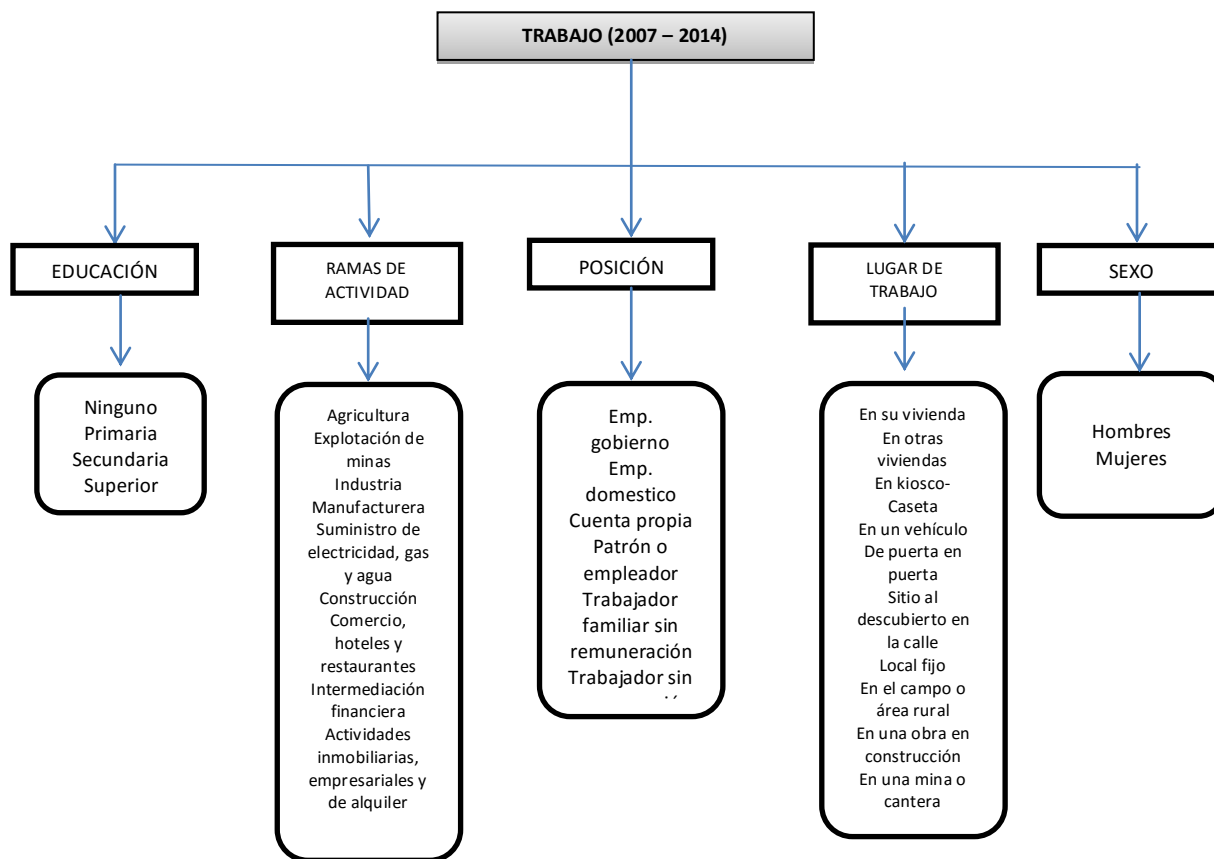 TRABAJO (2007 – 2014)
EDUCACIÓN
Ninguno
Primaria
Secundaria
Superior
RAMAS DE
ACTIVIDAD
Agricultura
Explotación de
minas
Industria
Manufacturera
Suministro de
electricidad, gas
y agua
Construcción
Comercio,
hoteles y
restaurantes
Intermediación
financiera
Actividades
inmobiliarias,
empresariales y
de alquiler
POSICIÓN
Emp.
gobierno
Emp.
domestico
Cuenta propia
Patrón o
empleador
Trabajador
familiar sin
remuneración
Trabajador sin
LUGAR DE
TRABAJO
En su vivienda
En otras
viviendas
En kiosco-
Caseta
En un vehículo
De puerta en
puerta
Sitio al
descubierto en
la calle
Local fijo
En el campo o
área rural
En una obra en
construcción
En una mina o
cantera
SEXO
Hombres
Mujeres